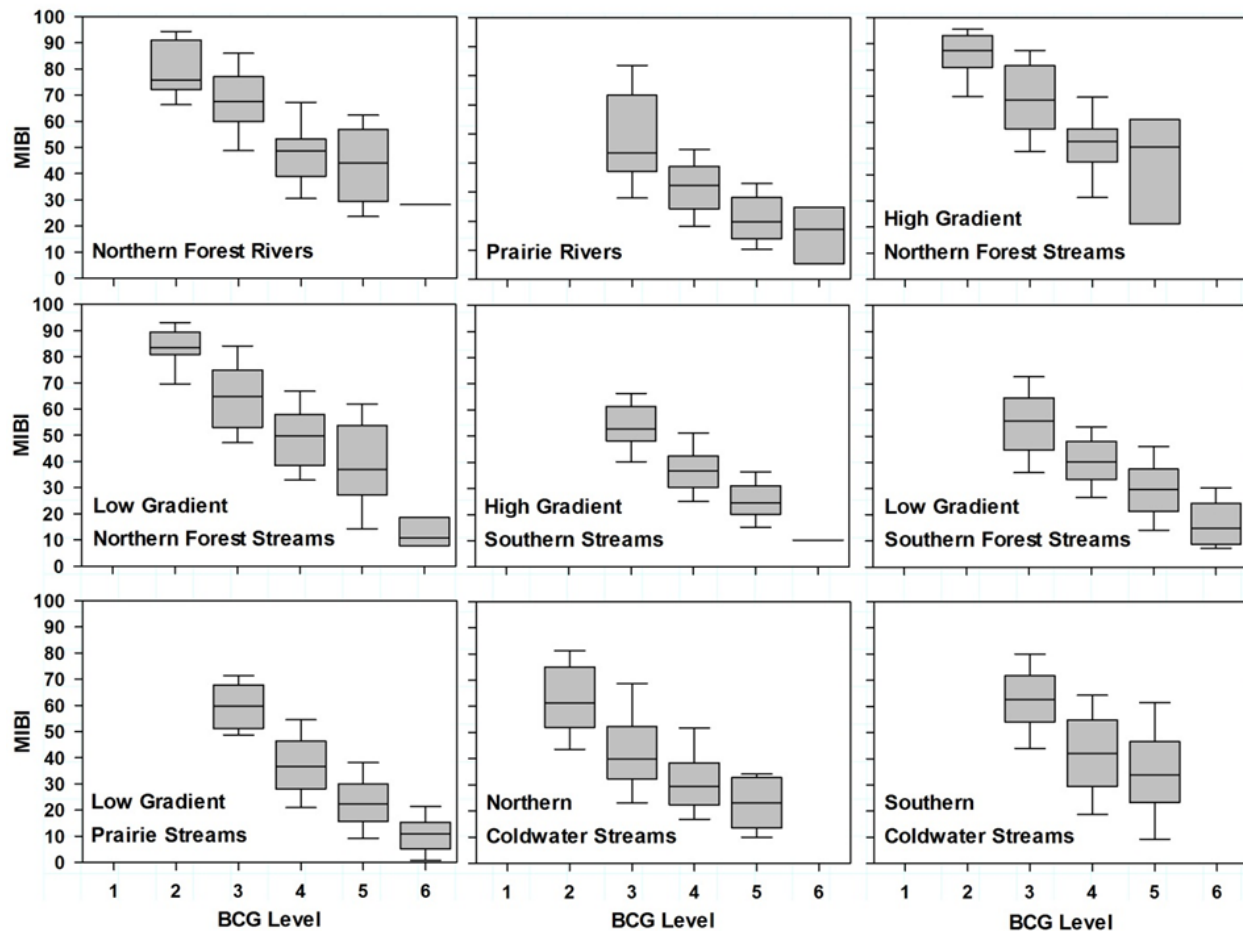 100
90
80
70
60
50
40
30
20
10
0
MIBI
Northern Forest Rivers
Prairie Rivers
High Gradient
Northern Forest Streams
100
90
80
70
60
50
40
30
20
10
0
MIBI
Low Gradient
Northern Forest Streams
High Gradient
Southern Streams
Low Gradient
Southern Forest Streams
100
90
80
70
60
50
40
30
20
10
0
MIBI
Low Gradient
Prairie Streams
Northern
Coldwater Streams
Southern
Coldwater Streams
1 2 3 4 5 6
BCG Level
1 2 3 4 5 6
BCG Level
1 2 3 4 5 6
BCG Level